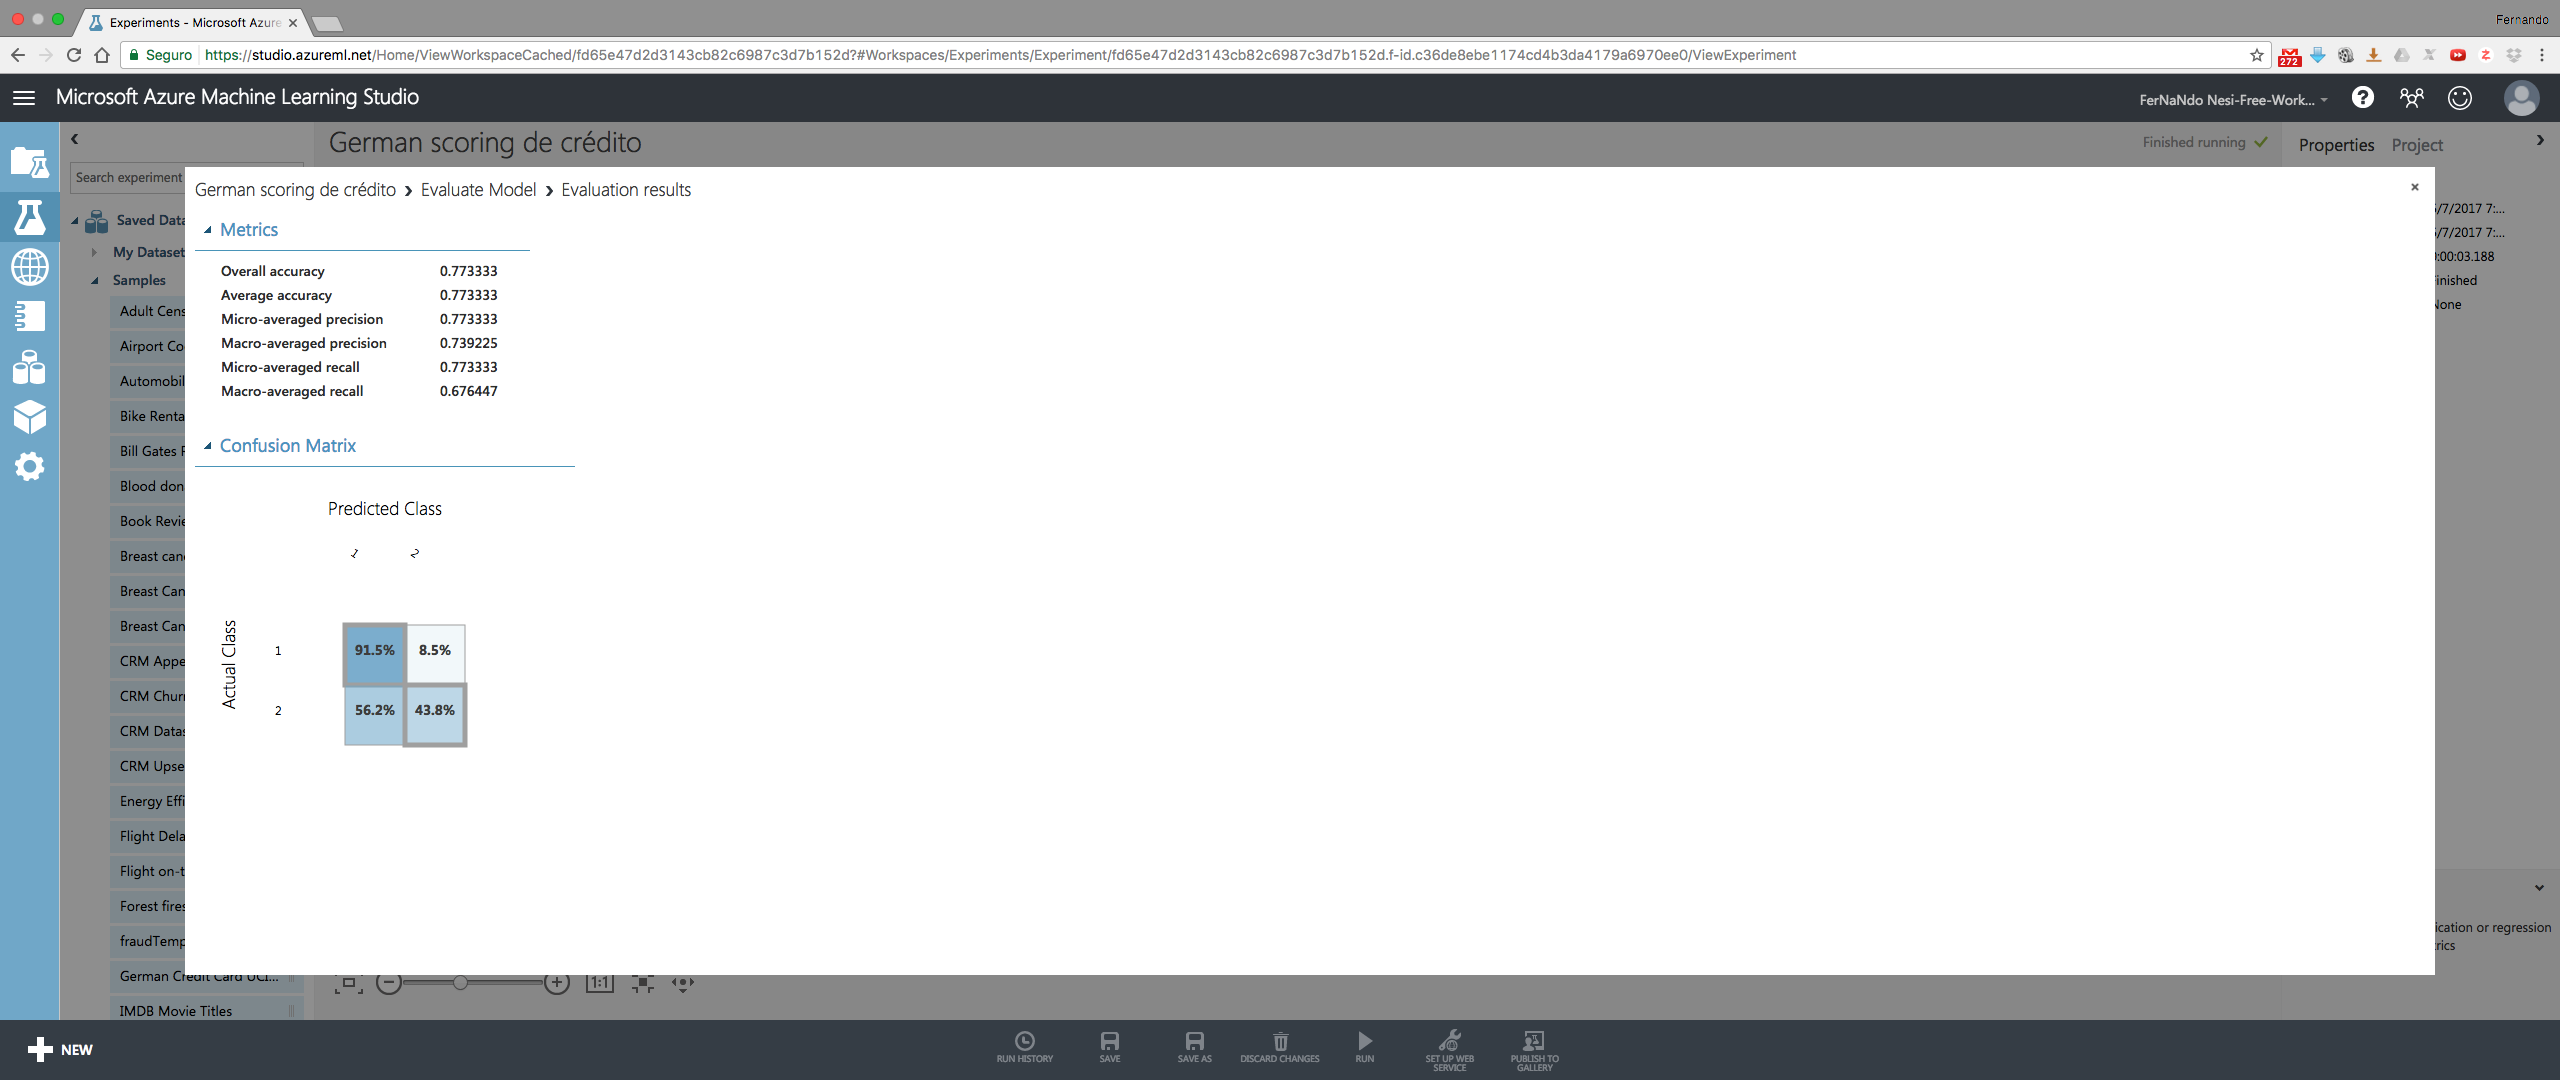 Experiments - Microsoft Azure
Fernando
Seguro
https://studio.azureml.net/Home/ViewWorkspaceCached/fd65e47d2d3143cb82c6987c3d7b152d?#Workspaces/Experiments/Experiment/fd65e47d2d3143cb82c6987c3d7b152d.f-id.c36de8ebe1174cd4b3da4179a6970ee0/ViewExperiment
272
Microsoft Azure Machine Learning Studio
FerNaNdo Nesi-Free-Work...
German scoring de crédito
Finished running
Properties Project
Search experiment
Saved Data
My Dataset
Samples
Adult Cens
Airport Co
Automobil
Bike Renta
Bill Gates
Blood don
Book Revie
Breast can
Breast Can
Breast Can
CRM Appe
CRM Chur
CRM Datas
CRM Upse
Energy Effi
Flight Dela
Flight on-t
Forest fires
fraudTemp
German Credit Card UCI...
IMDB Movie Titles
German scoring de crédito › Evaluate Model › Evaluation results
Metrics
Overall accuracy 0.773333
Average accuracy 0.773333
Micro-averaged precision 0.773333
Macro-averaged precision 0.739225
Micro-averaged recall 0.773333
Macro-averaged recall 0.676447
Confusion Matrix
Predicted Class
1 2
Actual Class
1 91.5% 8.5%
2 56.2% 43.8%
/7/2017 7:...
/7/2017 7:...
:00:03.188
inished
None
ication or regression
rics
1:1
NEW
RUN HISTORY
SAVE
SAVE AS
DISCARD CHANGES
RUN
SET UP WEB
SERVICE
PUBLISH TO
GALLERY